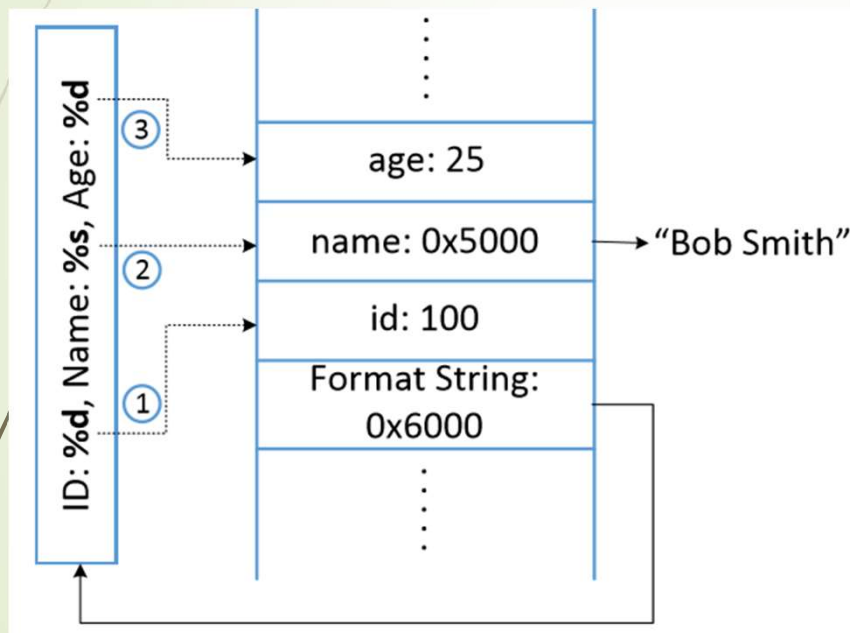 ID: %d, Name: %s, Age: %d
3
age: 25
name: 0x5000
“Bob Smith”
2
id: 100
1
Format String:
0x6000